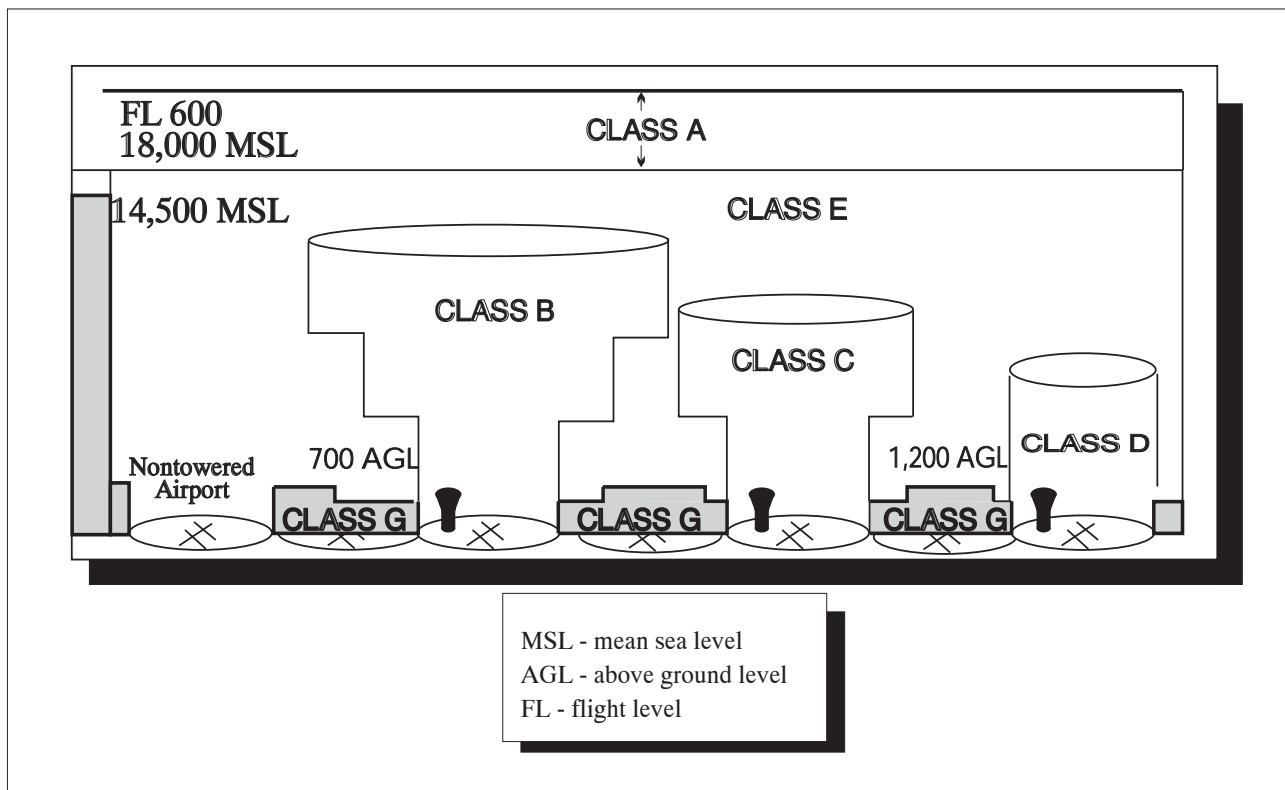 FL 600
18,000 MSL
CLASS A
14,500 MSL
CLASS E
CLASS B
CLASS C
CLASS D
700 AGL
1,200 AGL
Nontowered
Airport
CLASS G
CLASS G
CLASS G
MSL - mean sea level
AGL - above ground level
FL - flight level